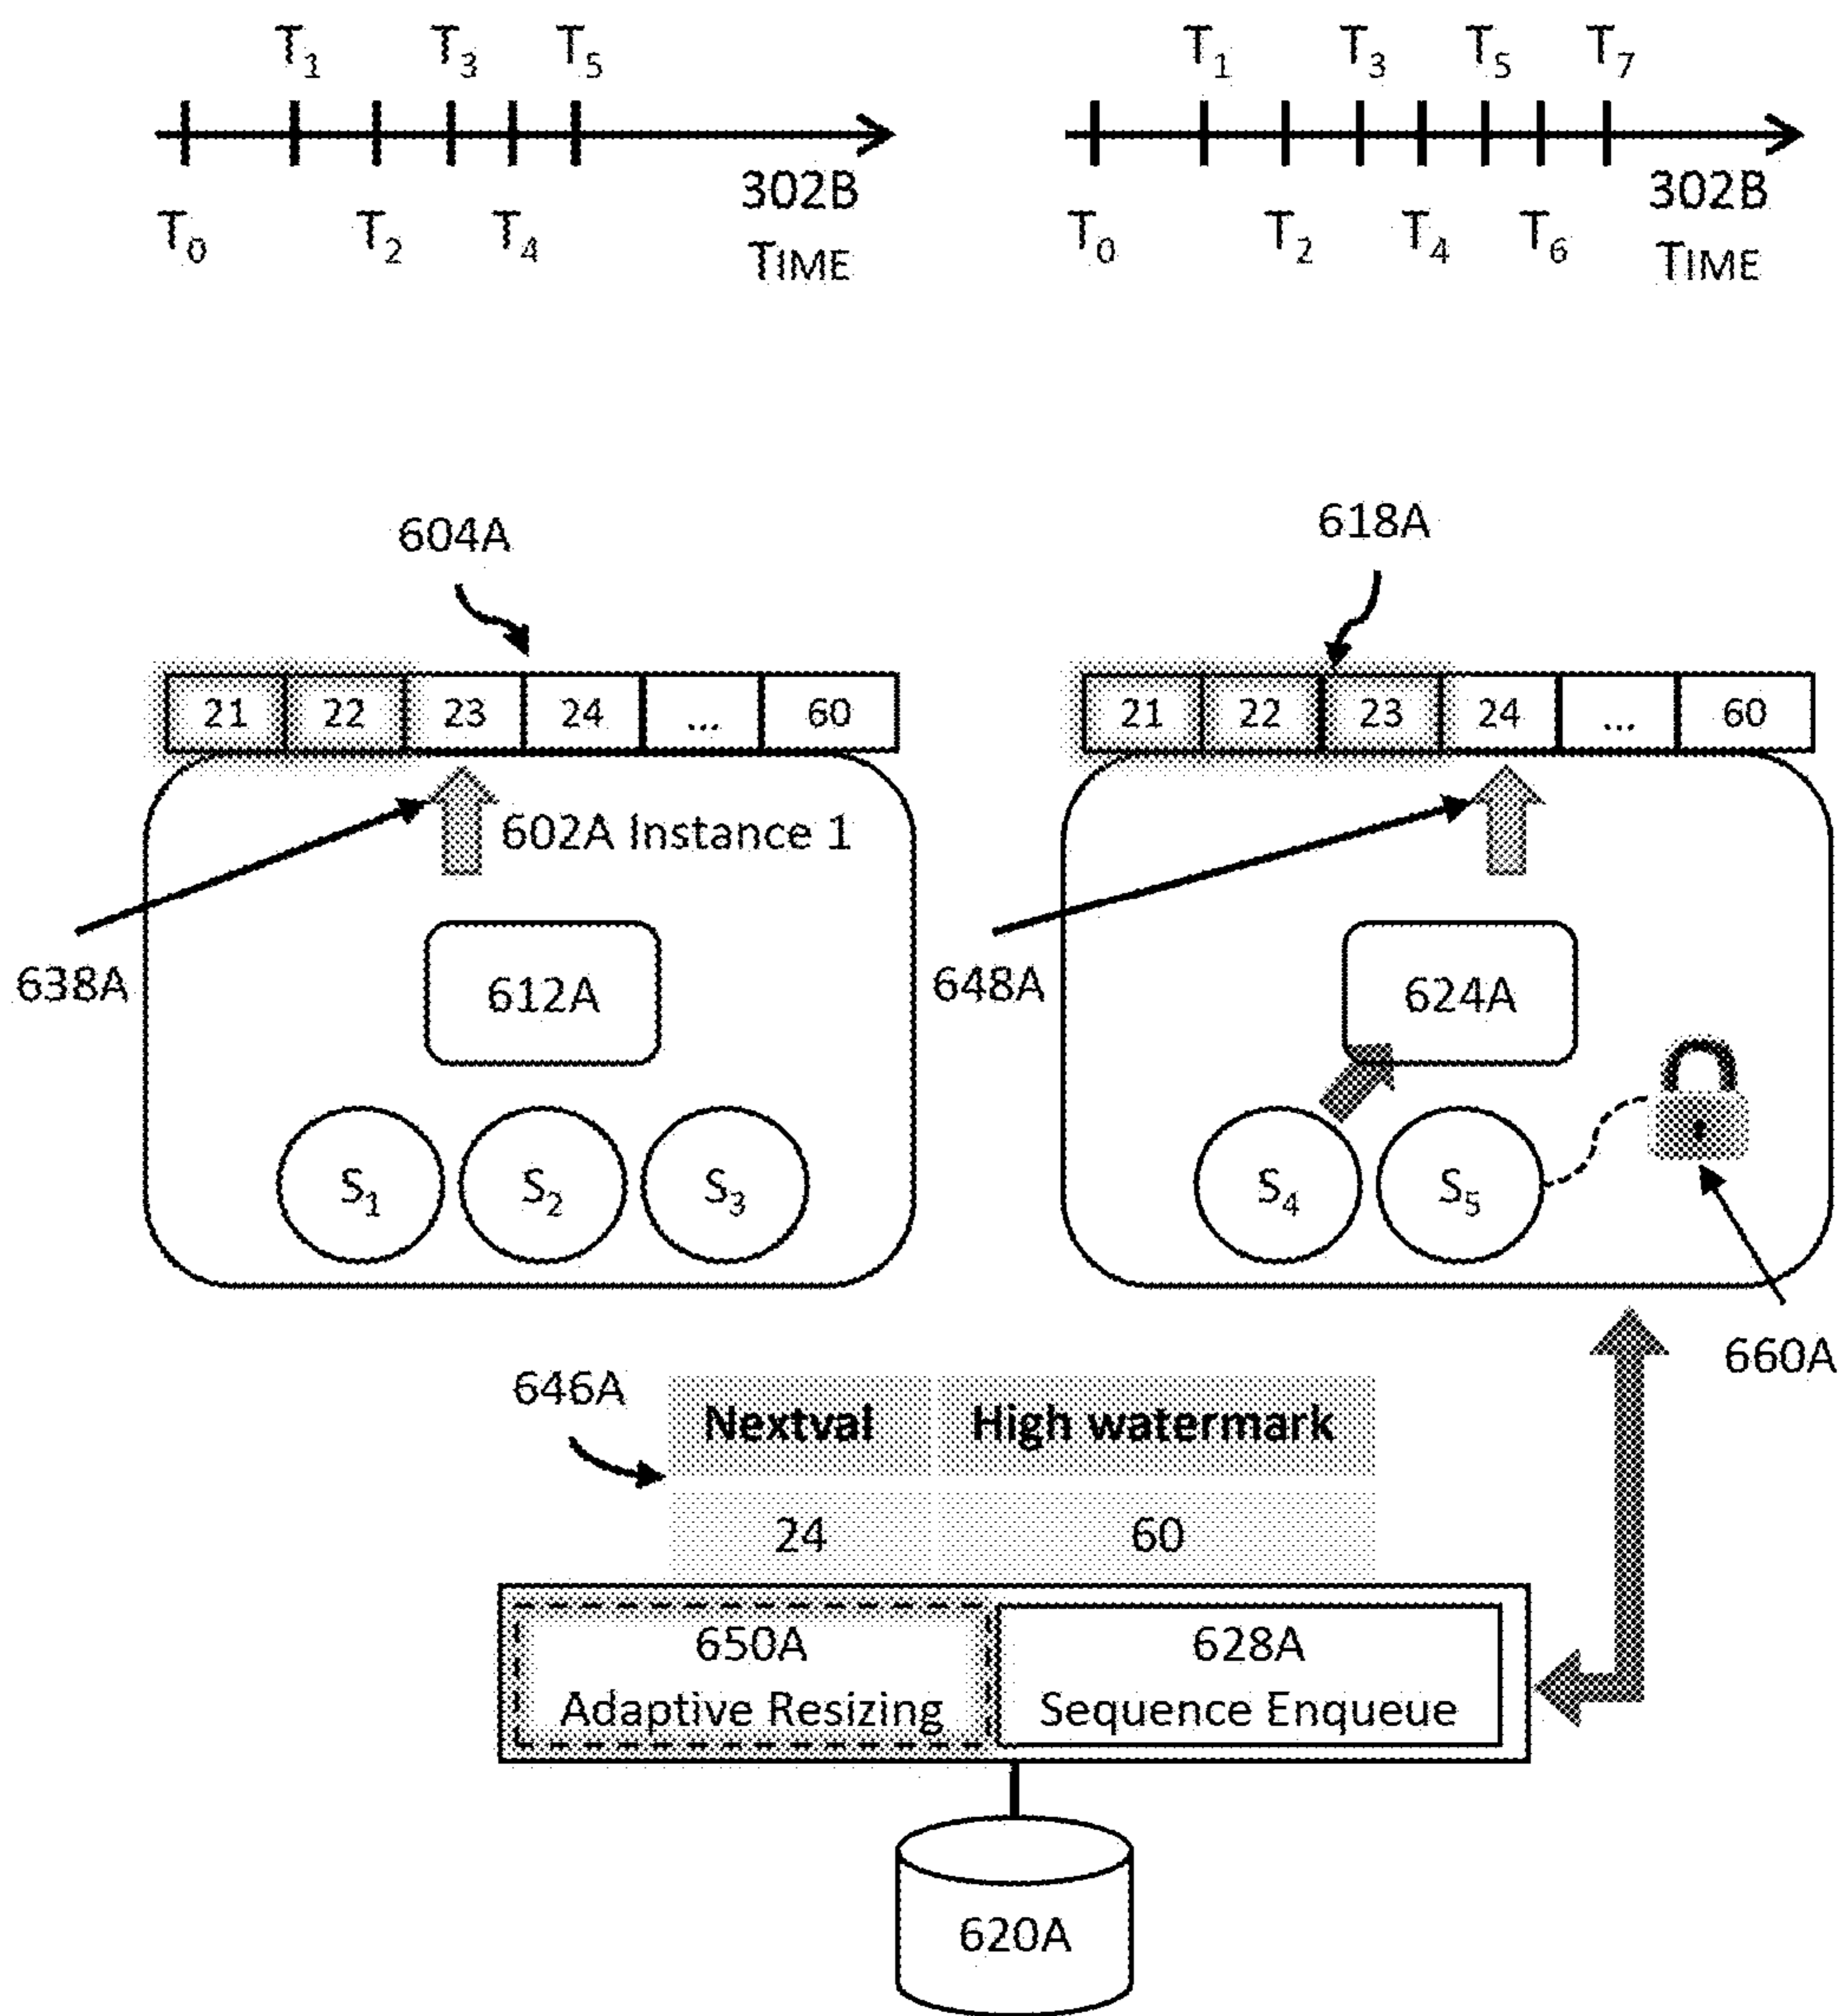 T1 T3 T5
T1 T3 T5 T7
302B
T0 T2 T4
TIME
302B
T0 T2 T4 T6
TIME
604A
618A
21 22 23 24 ... 60
21 22 23 24 ... 60
602A Instance 1
638A
648A
612A
624A
S1 S2 S3
S4 S5
660A
646A
Nextval High watermark
24 60
650A
Adaptive Resizing
628A
Sequence Enqueue
620A